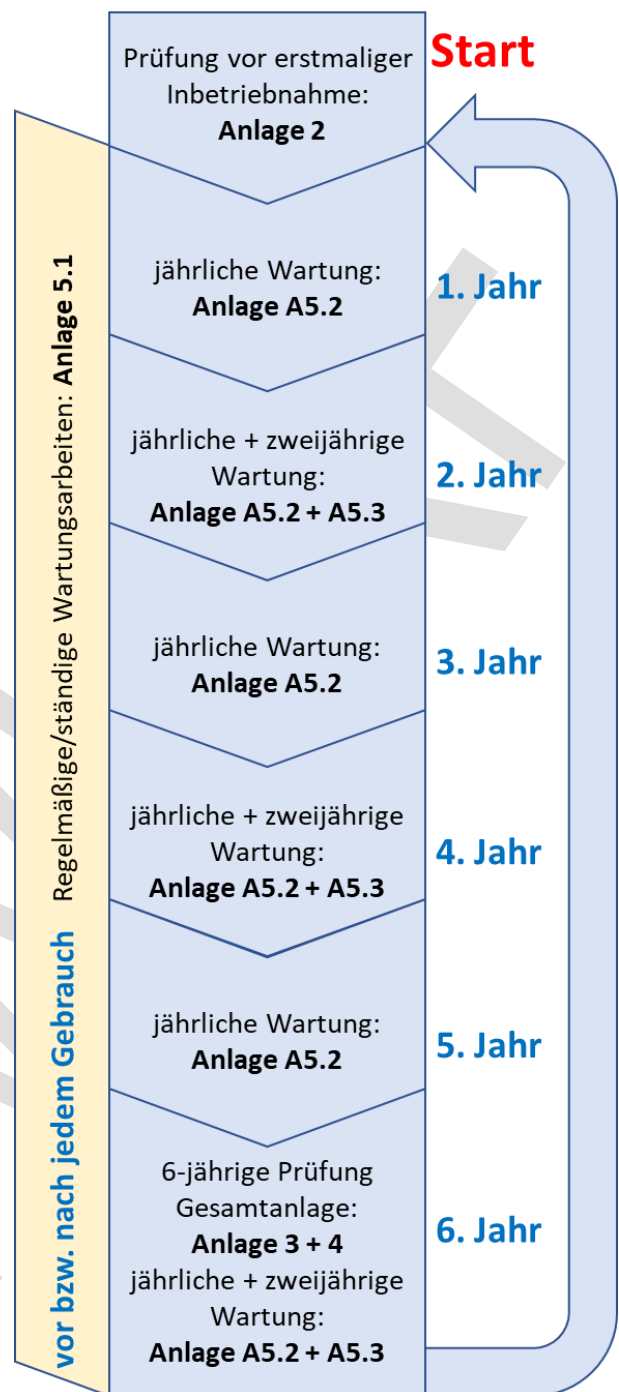 Prüfung vor erstmaliger
Inbetriebnahme:
Anlage 2
Start
jährliche Wartung:
Anlage A5.2
1. Jahr
jährliche + zweijährige
Wartung:
Anlage A5.2 + A5.3
2. Jahr
jährliche Wartung:
Anlage A5.2
3. Jahr
jährliche + zweijährige
Wartung:
Anlage A5.2 + A5.3
4. Jahr
jährliche Wartung:
Anlage A5.2
5. Jahr
6-jährige Prüfung
Gesamtanlage:
Anlage 3 + 4
jährliche + zweijährige
Wartung:
Anlage A5.2 + A5.3
6. Jahr
vor bzw. nach jedem Gebrauch Regelmäßige/ständige Wartungsarbeiten: Anlage 5.1